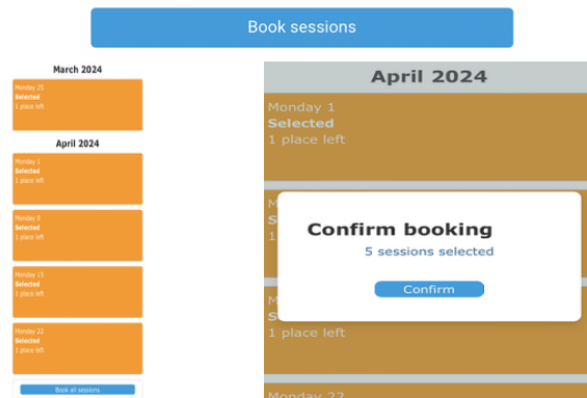 Book sessions
March 2024
Monday 25
Selected
1 place left
April 2024
Monday 1
Selected
1 place left
Monday 8
Selected
1 place left
Monday 15
Selected
1 place left
Monday 22
Selected
1 place left
Book all sessions
April 2024
Monday 1
Selected
1 place left
M
S
1
Confirm booking
5 sessions selected
Confirm
M
S
1 place left
Monday 22